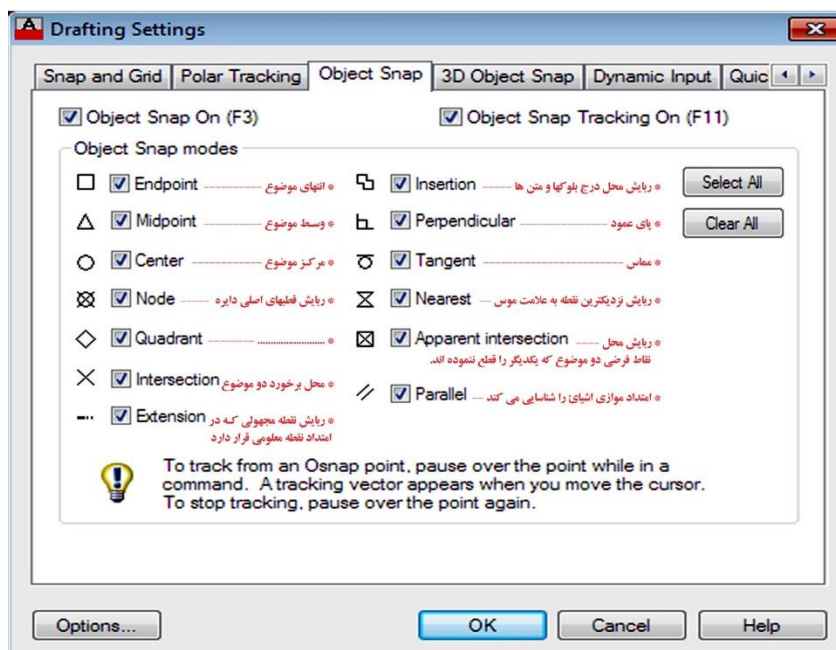 Drafting Settings
Snap and Grid Polar Tracking Object Snap 3D Object Snap Dynamic Input Quic
Object Snap On (F3) Object Snap Tracking On (F11)
Object Snap modes
Endpoint ---------- * انتهای موضوع
Midpoint ---------- * وسط موضوع
Center ---------- * مرکز موضوع
Node ---------- * ربایش قطبهای اصلی دایره
Quadrant ---------- * ..........................
Intersection * محل برخورد دو موضوع
Extension * ربایش نقطه مجهولی که در
امتداد نقطه معلومی قرار دارد
Insertion ------ * ربایش محل درج بلوکها و متن ها
Perpendicular ---------- * پای عمود
Tangent ---------- * مماس
Nearest ---- * ربایش نزدیکترین نقطه به علامت موس
Apparent intersection ------ * ربایش محل
نقاط فرضی دو موضوع که یکدیگر را قطع ننموده اند.
Parallel ---- * امتداد موازی اشیائ را شناسایی می کند
Select All
Clear All
To track from an Osnap point, pause over the point while in a
command. A tracking vector appears when you move the cursor.
To stop tracking, pause over the point again.
Options... OK Cancel Help